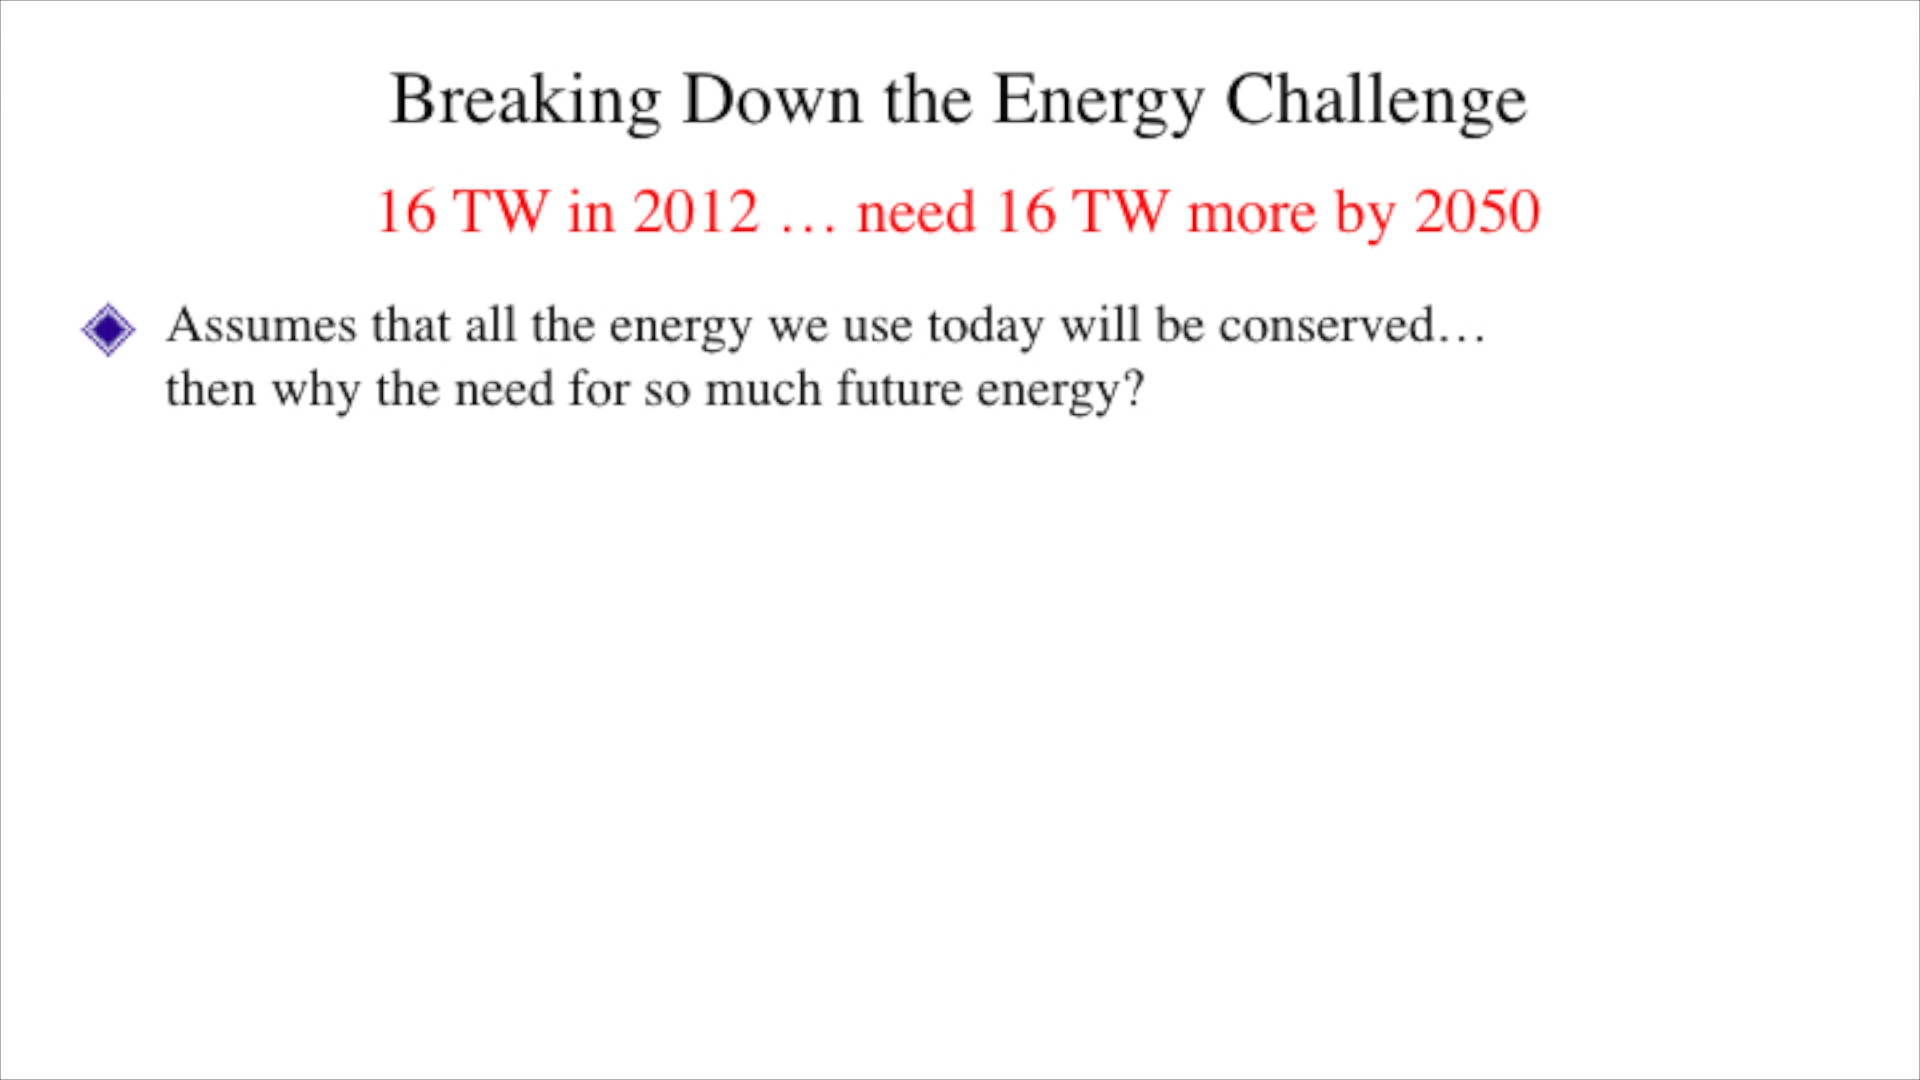 Breaking Down the Energy Challenge
16 TW in 2012 … need 16 TW more by 2050
Assumes that all the energy we use today will be conserved…
then why the need for so much future energy?